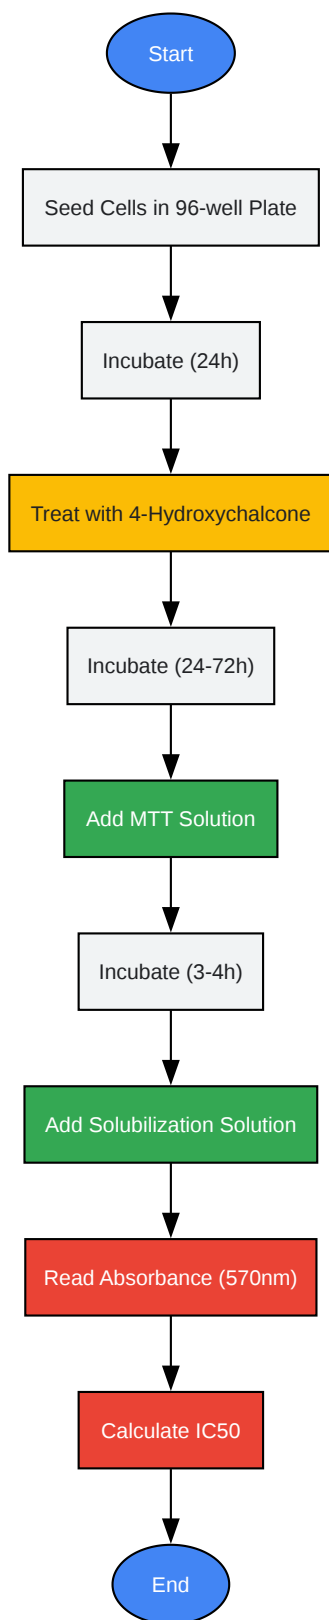 Start
Seed Cells in 96-well Plate
Incubate (24h)
Treat with 4-Hydroxychalcone
Incubate (24-72h)
Add MTT Solution
Incubate (3-4h)
Add Solubilization Solution
Read Absorbance (570nm)
Calculate IC50
End